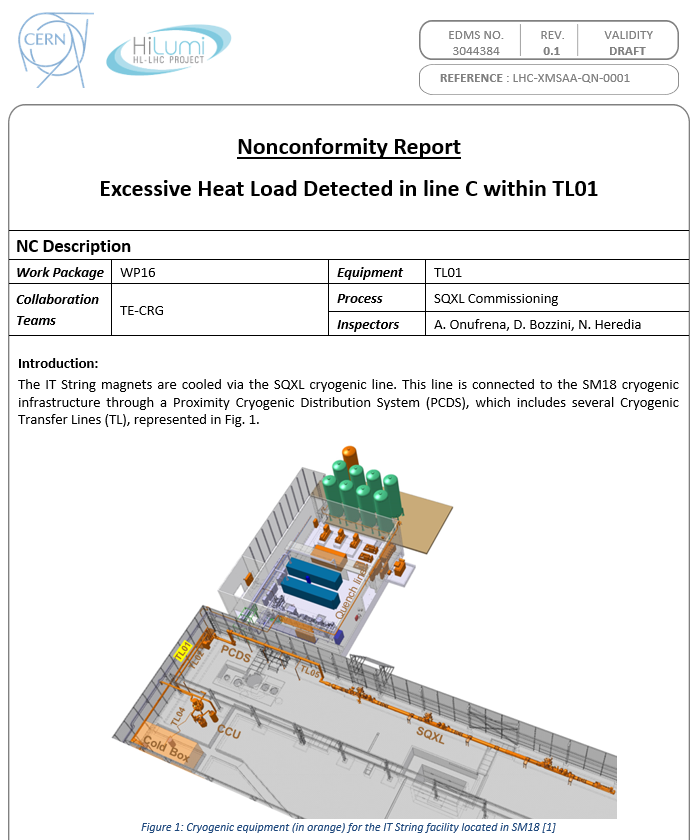 CERN
HiLumi
HL-LHC PROJECT
EDMS NO.
3044384
REV.
0.1
VALIDITY
DRAFT
REFERENCE : LHC-XMSAA-QN-0001
Nonconformity Report
Excessive Heat Load Detected in line C within TL01
NC Description
Work Package
WP16
Equipment
TL01
Collaboration
Teams
TE-CRG
Process
SQXL Commissioning
Inspectors
A. Onufrena, D. Bozzini, N. Heredia
Introduction:
The IT String magnets are cooled via the SQXL cryogenic line. This line is connected to the SM18 cryogenic
infrastructure through a Proximity Cryogenic Distribution System (PCDS), which includes several Cryogenic
Transfer Lines (TL), represented in Fig. 1.
Quench line
TL01
PCDS
TL05
TL04
CCU
SQXL
Cold Box
Figure 1: Cryogenic equipment (in orange) for the IT String facility located in SM18 [1]